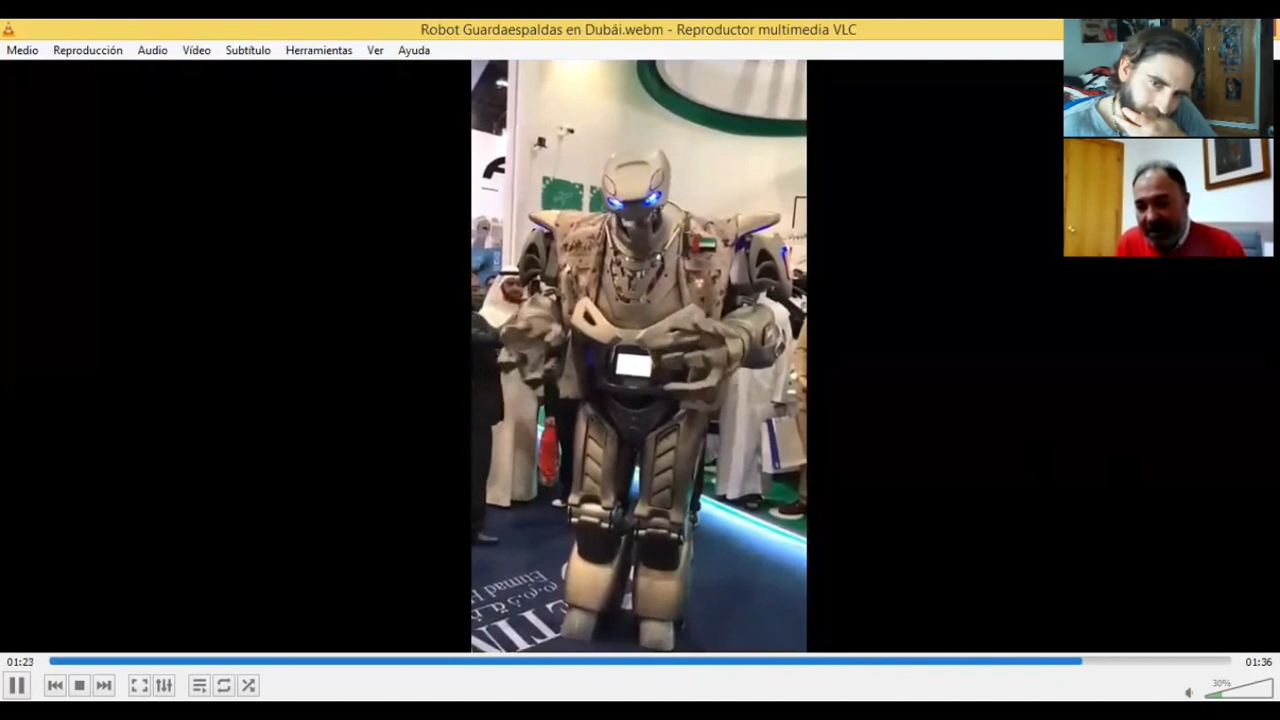 Robot Guardaespaldas en Dubái.webm - Reproductor multimedia VLC
Medio Reproducción Audio Vídeo Subtítulo Herramientas Ver Ayuda
01:23
01:36
30%